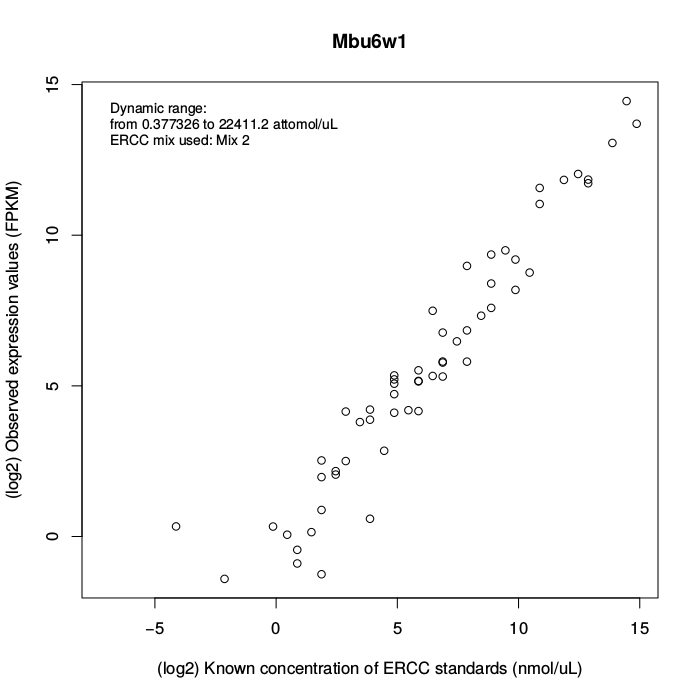 Mbu6w1
Dynamic range:
from 0.377326 to 22411.2 attomol/uL
ERCC mix used: Mix 2
(log2) Observed expression values (FPKM)
15
10
5
0
−5 0 5 10 15
(log2) Known concentration of ERCC standards (nmol/uL)